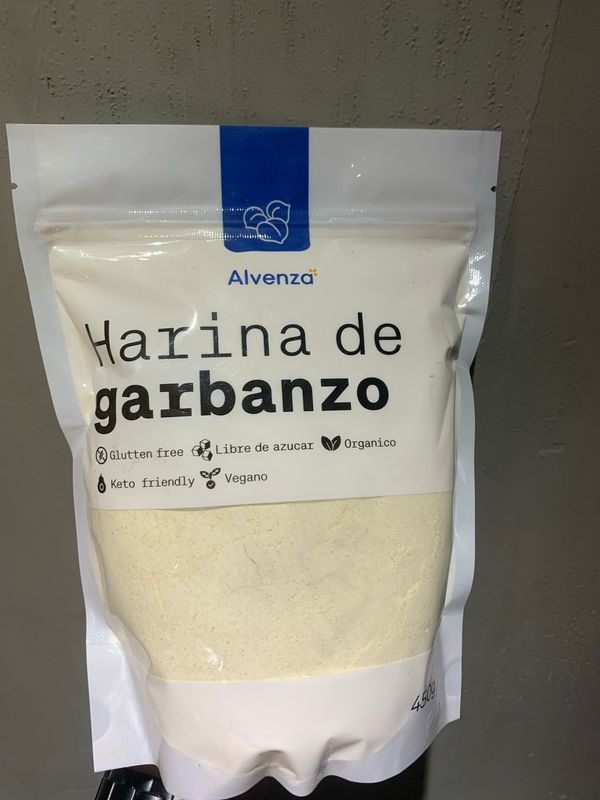 Alvenza
Harina de
garbanzo
Glutten free Libre de azucar Organico
Keto friendly Vegano
450g